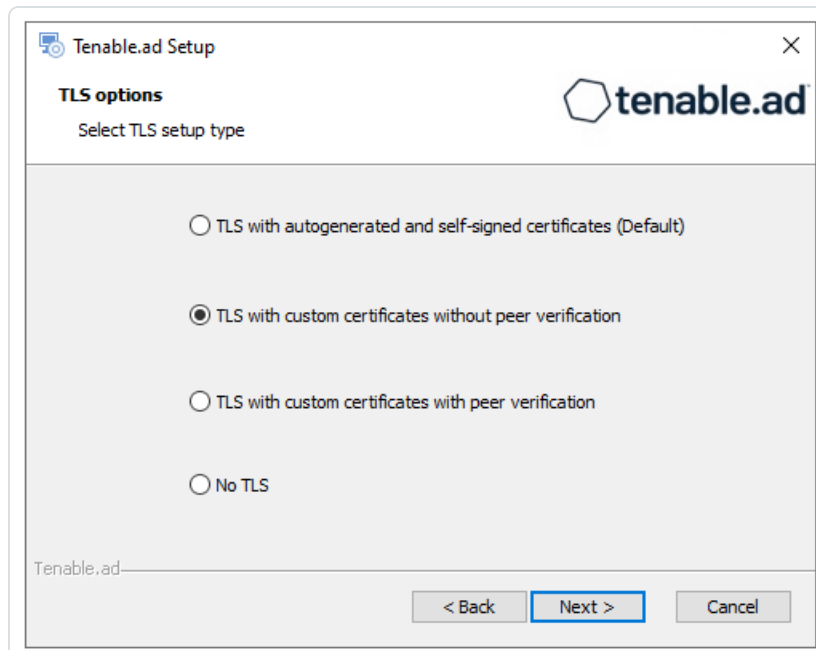 Tenable.ad Setup
TLS options
Select TLS setup type
tenable.ad
TLS with autogenerated and self-signed certificates (Default)
TLS with custom certificates without peer verification
TLS with custom certificates with peer verification
No TLS
Tenable.ad
< Back Next > Cancel